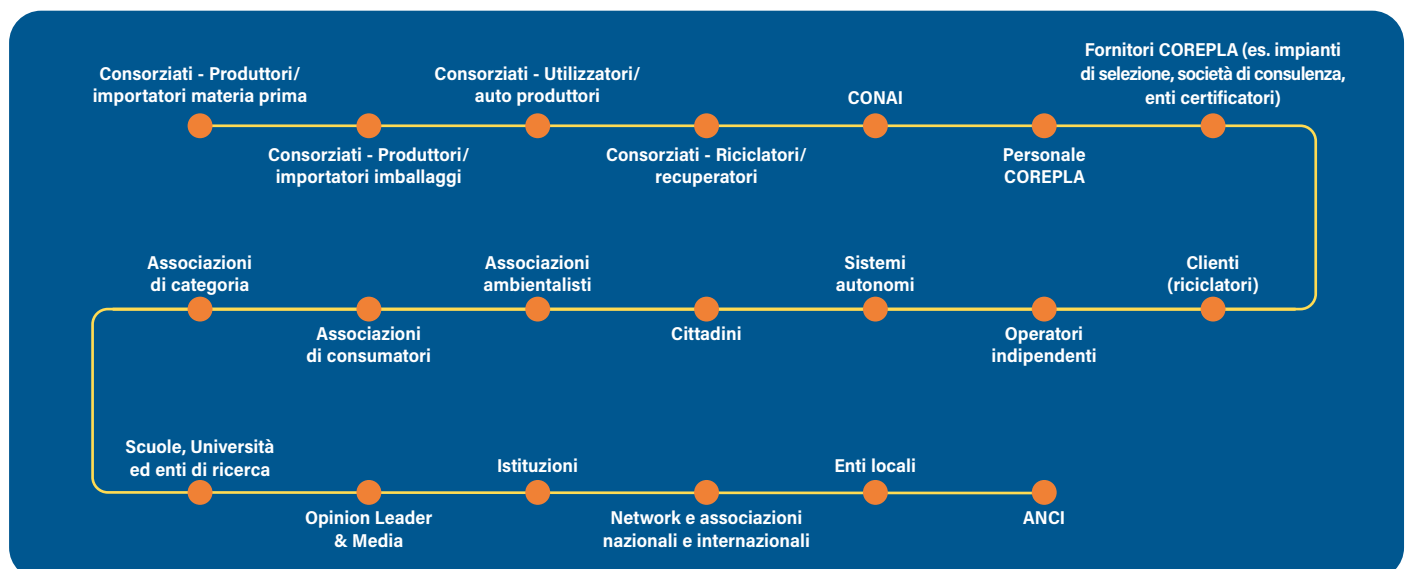 Consorziati - Produttori/
importatori materia prima
Consorziati - Produttori/
importatori imballaggi
Consorziati - Utilizzatori/
auto produttori
Consorziati - Riciclatori/
recuperatori
CONAI
Personale
COREPLA
Fornitori COREPLA (es. impianti
di selezione, società di consulenza,
enti certificatori)
Clienti
(riciclatori)
Operatori
indipendenti
Sistemi
autonomi
Cittadini
Associazioni
ambientalisti
Associazioni
di consumatori
Associazioni
di categoria
Scuole, Università
ed enti di ricerca
Opinion Leader
& Media
Istituzioni
Network e associazioni
nazionali e internazionali
Enti locali
ANCI